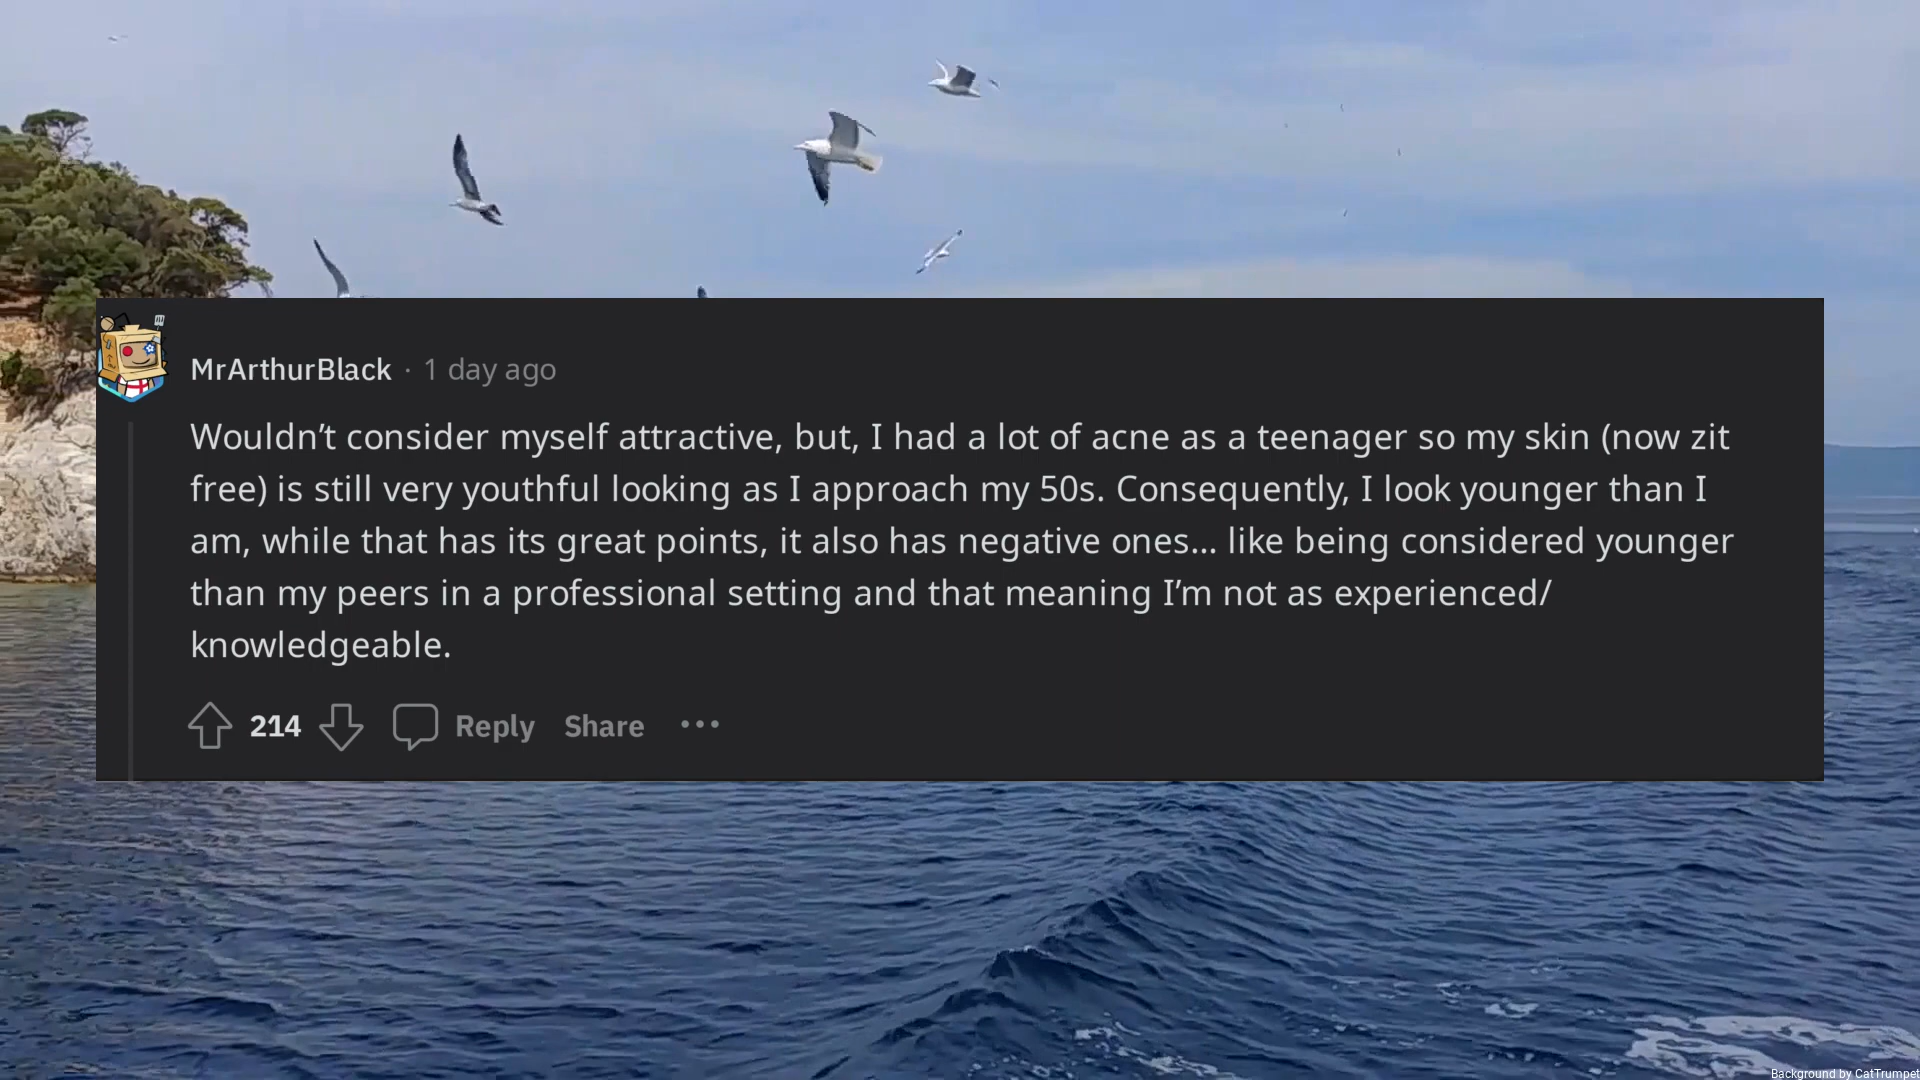 MrArthurBlack · 1 day ago
Wouldn’t consider myself attractive, but, I had a lot of acne as a teenager so my skin (now zit
free) is still very youthful looking as I approach my 50s. Consequently, I look younger than I
am, while that has its great points, it also has negative ones... like being considered younger
than my peers in a professional setting and that meaning I’m not as experienced/
knowledgeable.
214 Reply Share ...
Background by CatTrumpet